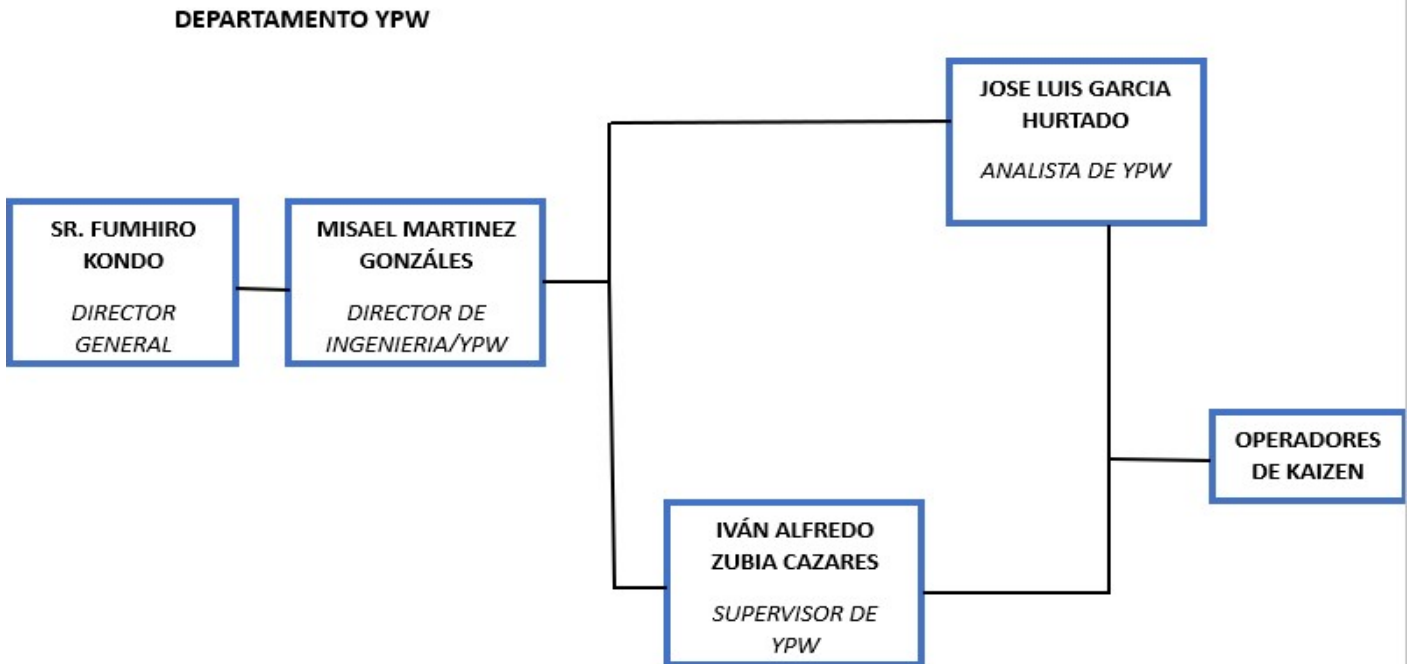 DEPARTAMENTO YPW
JOSE LUIS GARCIA
HURTADO
ANALISTA DE YPW
SR. FUMHIRO
KONDO
DIRECTOR
GENERAL
MISAEL MARTINEZ
GONZÁLES
DIRECTOR DE
INGENIERIA/YPW
OPERADORES
DE KAIZEN
IVÁN ALFREDO
ZUBIA CAZARES
SUPERVISOR DE
YPW